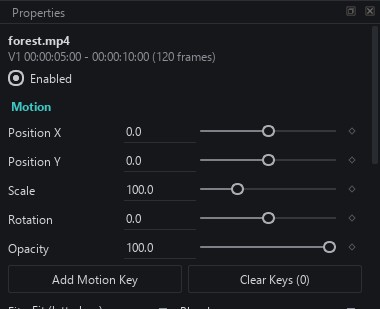 Properties
forest.mp4
V1 00:00:05:00 - 00:00:10:00 (120 frames)
Enabled
Motion
Position X 0.0
Position Y 0.0
Scale 100.0
Rotation 0.0
Opacity 100.0
Add Motion Key Clear Keys (0)